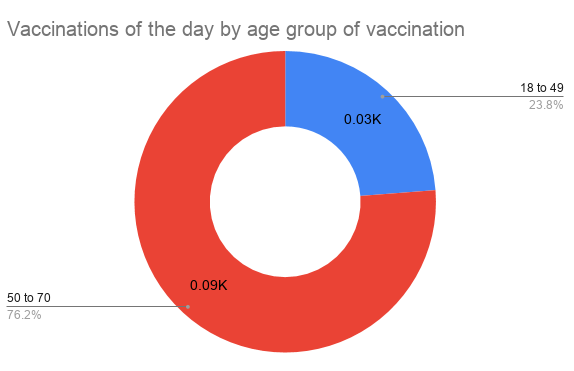 Vaccinations of the day by age group of vaccination
18 to 49
23.8%
0.03K
0.09K
50 to 70
76.2%